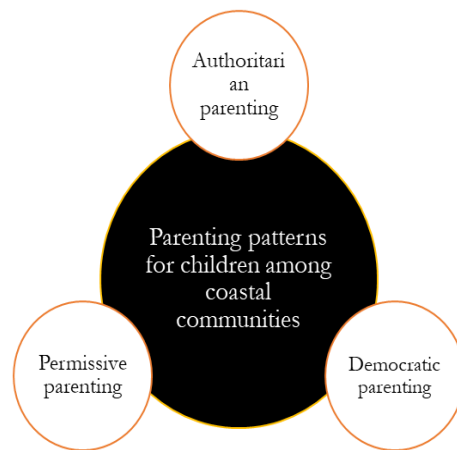 Authoritari
an
parenting
Parenting patterns
for children among
coastal
communities
Permissive
parenting
Democratic
parenting